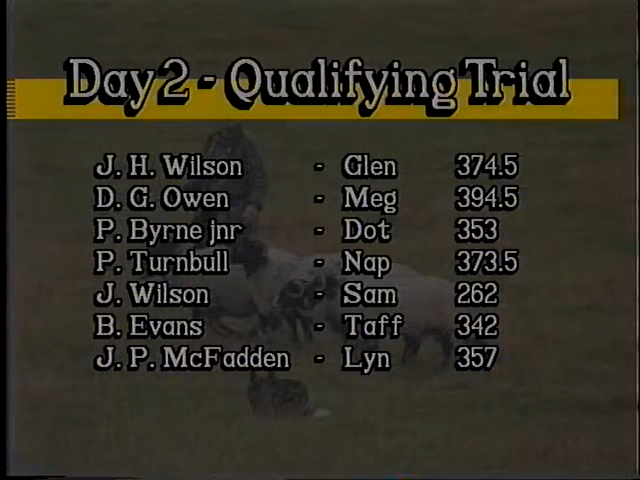 Day 2 - Qualifying Trial
J. H. Wilson - Glen 374.5
D. G. Owen - Meg 394.5
P. Byrne jnr - Dot 353
P. Turnbull - Nap 373.5
J. Wilson - Sam 262
B. Evans - Taff 342
J. P. McFadden - Lyn 357